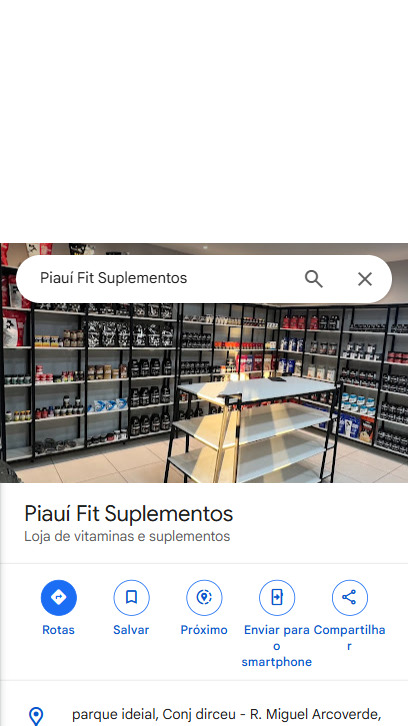 Piauí Fit Suplementos
Piauí Fit Suplementos
Loja de vitaminas e suplementos
Rotas
Salvar
Próximo
Enviar para o smartphone
Compartilhar
parque ideial, Conj dirceu - R. Miguel Arcoverde,